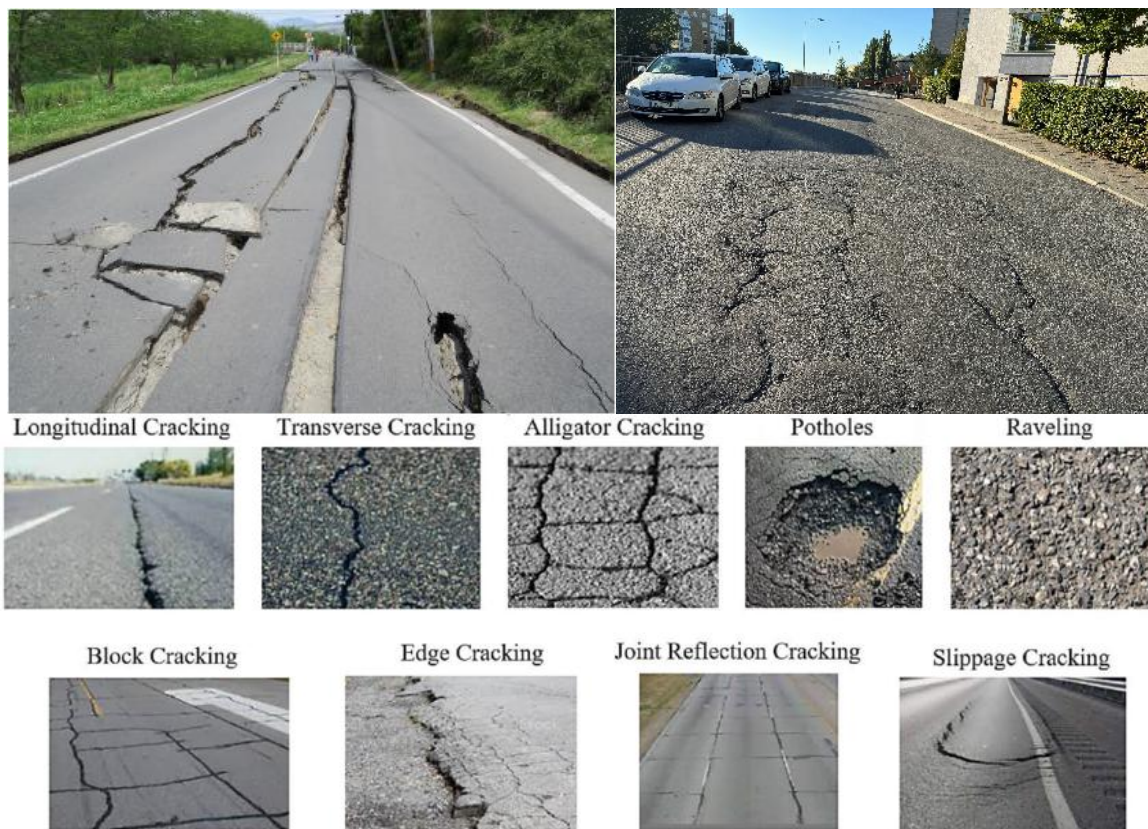 Longitudinal Cracking
Transverse Cracking
Alligator Cracking
Potholes
Raveling
Block Cracking
Edge Cracking
Joint Reflection Cracking
Slippage Cracking